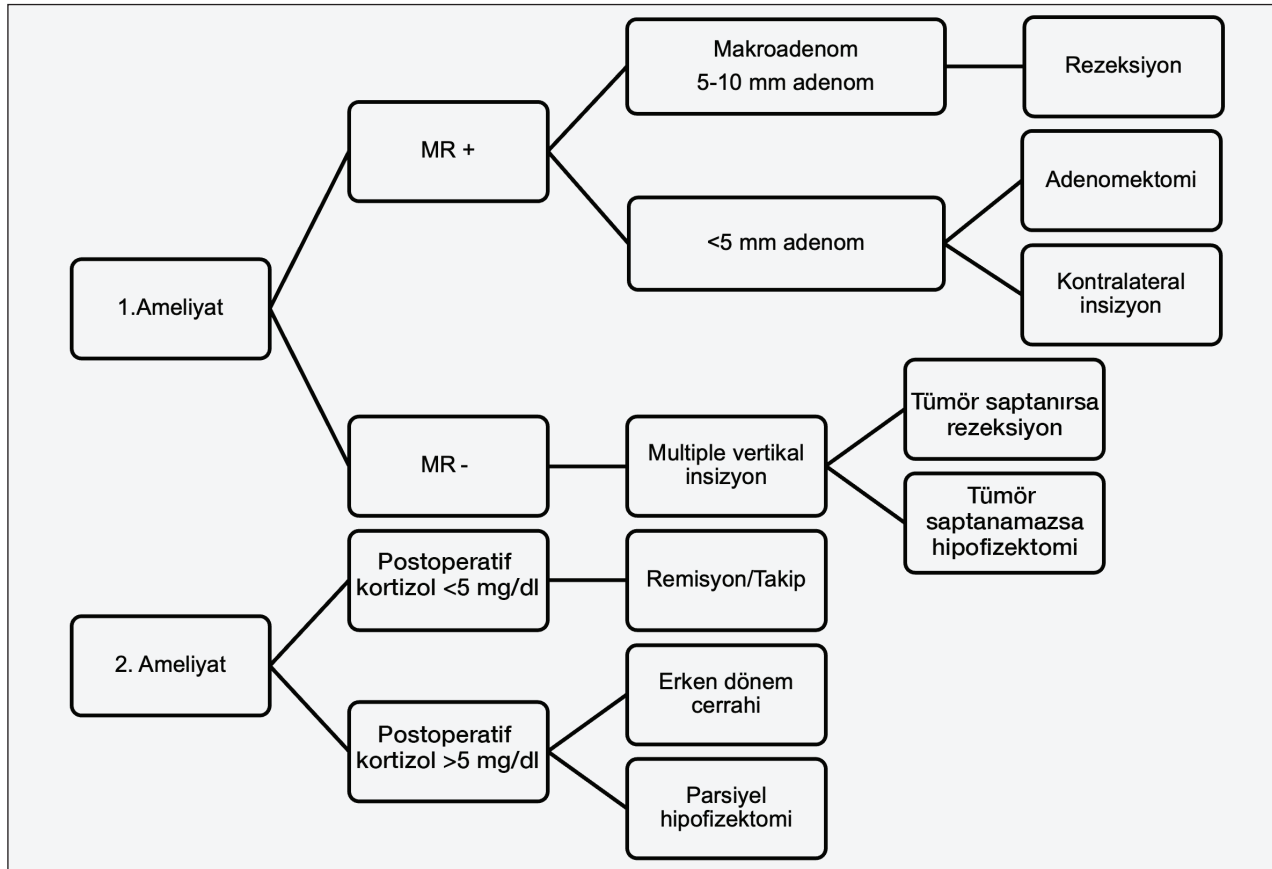 1.Ameliyat
MR +
Makroadenom
5-10 mm adenom
Rezeksiyon
<5 mm adenom
Adenomektomi
Kontralateral
insizyon
MR -
Multiple vertikal
insizyon
Tümör saptanırsa
rezeksiyon
Tümör
saptanamazsa
hipofizektomi
2. Ameliyat
Postoperatif
kortizol <5 mg/dl
Remisyon/Takip
Postoperatif
kortizol >5 mg/dl
Erken dönem
cerrahi
Parsiyel
hipofizektomi